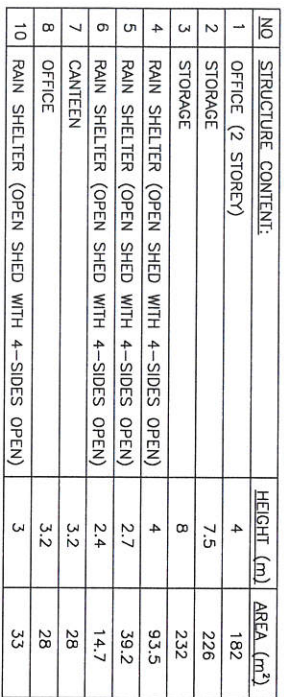 NO STRUCTURE CONTENT: HEIGHT (m) AREA (m²)
1 OFFICE (2 STOREY) 4 182
2 STORAGE 7.5 226
3 STORAGE 8 232
4 RAIN SHELTER (OPEN SHED WITH 4-SIDES OPEN) 4 93.5
5 RAIN SHELTER (OPEN SHED WITH 4-SIDES OPEN) 2.7 39.2
6 RAIN SHELTER (OPEN SHED WITH 4-SIDES OPEN) 2.4 14.7
7 CANTEEN 3.2 28
8 OFFICE 3.2 28
10 RAIN SHELTER (OPEN SHED WITH 4-SIDES OPEN) 3 33